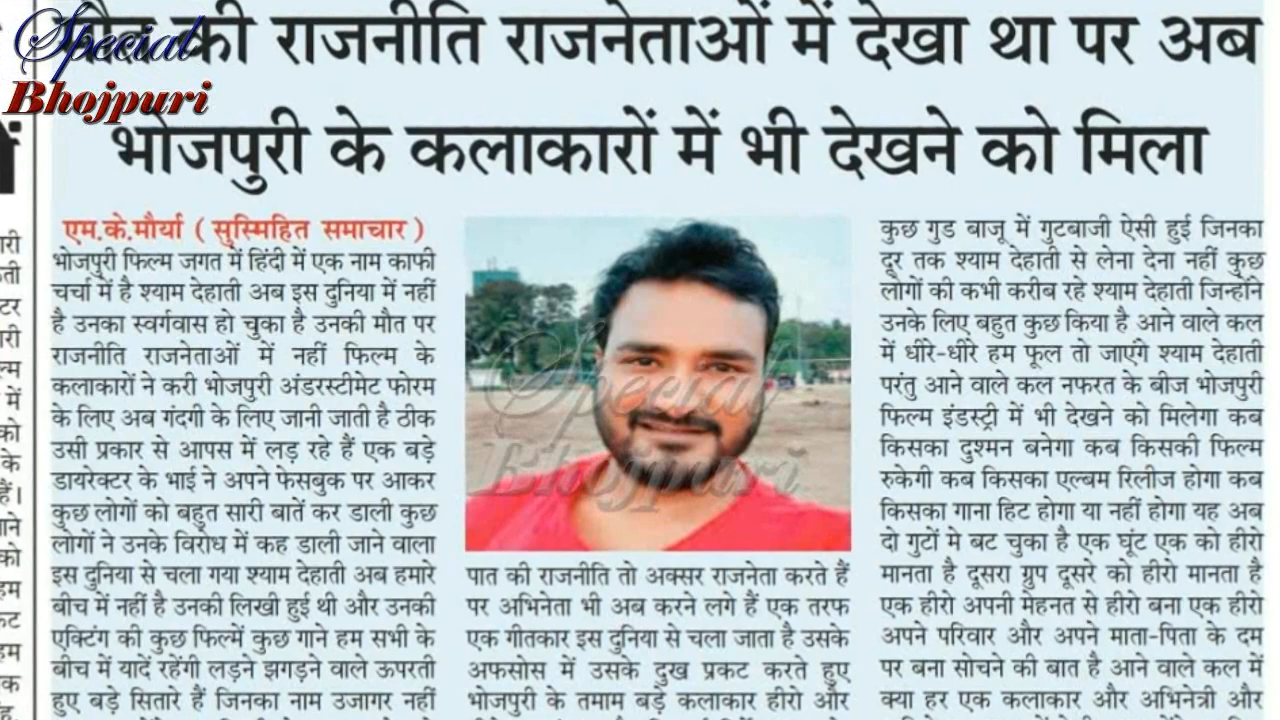 Special
Bhojpuri
की राजनीति राजनेताओं में देखा था पर अब
भोजपुरी के कलाकारों में भी देखने को मिला
एम.के.मौर्या ( सुस्मिहित समाचार )
भोजपुरी फिल्म जगत में हिंदी में एक नाम काफी
चर्चा में है श्याम देहाती अब इस दुनिया में नहीं
है उनका स्वर्गवास हो चुका है उनकी मौत पर
राजनीति राजनेताओं में नहीं फिल्म के
कलाकारों ने करी भोजपुरी अंडरस्टीमेट फोरम
के लिए अब गंदगी के लिए जानी जाती है ठीक
उसी प्रकार से आपस में लड़ रहे हैं एक बड़े
डायरेक्टर के भाई ने अपने फेसबुक पर आकर
कुछ लोगों को बहुत सारी बातें कर डाली कुछ
लोगों ने उनके विरोध में कह डाली जाने वाला
इस दुनिया से चला गया श्याम देहाती अब हमारे
बीच में नहीं है उनकी लिखी हुई थी और उनकी
एक्टिंग की कुछ फिल्में कुछ गाने हम सभी के
बीच में यादें रहेंगी लड़ने झगड़ने वाले ऊपरती
हुए बड़े सितारे हैं जिनका नाम उजागर नहीं
Special
Bhojpuri
पात की राजनीति तो अक्सर राजनेता करते हैं
पर अभिनेता भी अब करने लगे हैं एक तरफ
एक गीतकार इस दुनिया से चला जाता है उसके
अफसोस में उसके दुख प्रकट करते हुए
भोजपुरी के तमाम बड़े कलाकार हीरो और
कुछ गुड बाजू में गुटबाजी ऐसी हुई जिनका
दूर तक श्याम देहाती से लेना देना नहीं कुछ
लोगों की कभी करीब रहे श्याम देहाती जिन्होंने
उनके लिए बहुत कुछ किया है आने वाले कल
में धीरे-धीरे हम फूल तो जाएंगे श्याम देहाती
परंतु आने वाले कल नफरत के बीज भोजपुरी
फिल्म इंडस्ट्री में भी देखने को मिलेगा कब
किसका दुश्मन बनेगा कब किसकी फिल्म
रुकेगी कब किसका एल्बम रिलीज होगा कब
किसका गाना हिट होगा या नहीं होगा यह अब
दो गुटों मे बट चुका है एक घूंट एक को हीरो
मानता है दूसरा ग्रुप दूसरे को हीरो मानता है
एक हीरो अपनी मेहनत से हीरो बना एक हीरो
अपने परिवार और अपने माता-पिता के दम
पर बना सोचने की बात है आने वाले कल में
क्या हर एक कलाकार और अभिनेत्री और